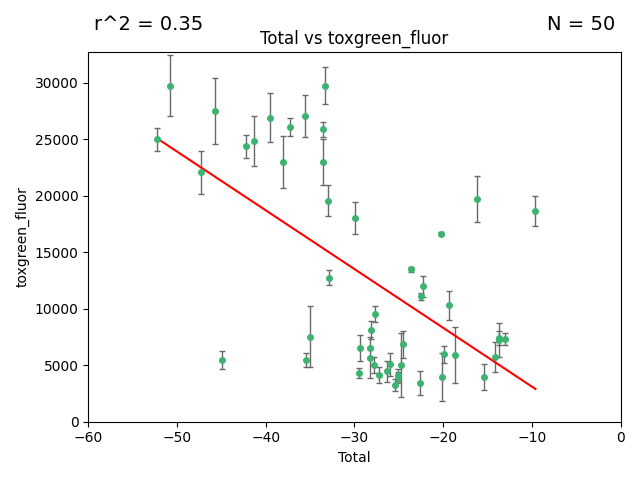 r^2 = 0.35
N = 50
Total vs toxgreen_fluor
30000
25000
20000
15000
10000
5000
0
toxgreen_fluor
−60
−50
−40
−30
−20
−10
0
Total